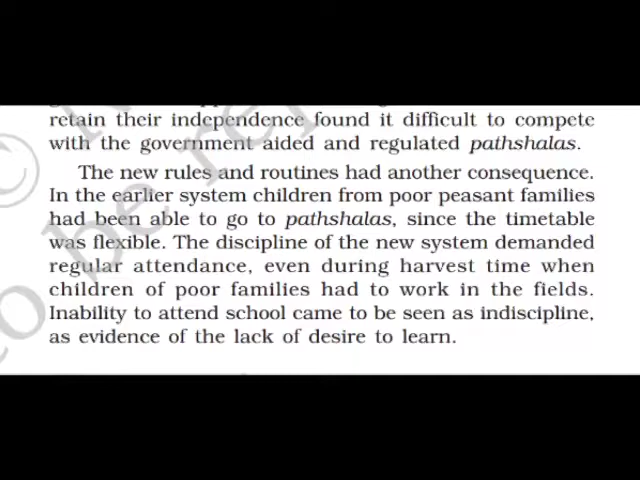 retain their independence found it difficult to compete
with the government aided and regulated pathshalas.
The new rules and routines had another consequence.
In the earlier system children from poor peasant families
had been able to go to pathshalas, since the timetable
was flexible. The discipline of the new system demanded
regular attendance, even during harvest time when
children of poor families had to work in the fields.
Inability to attend school came to be seen as indiscipline,
as evidence of the lack of desire to learn.
to be re